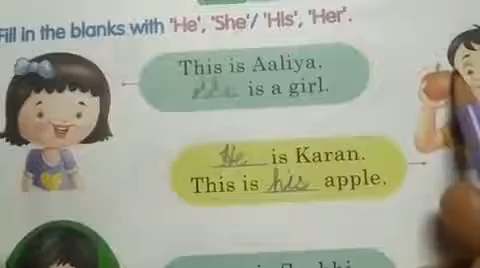 Fill in the blanks with 'He', 'She'/ 'His', 'Her'.
This is Aaliya.
She is a girl.
He is Karan.
This is his apple.